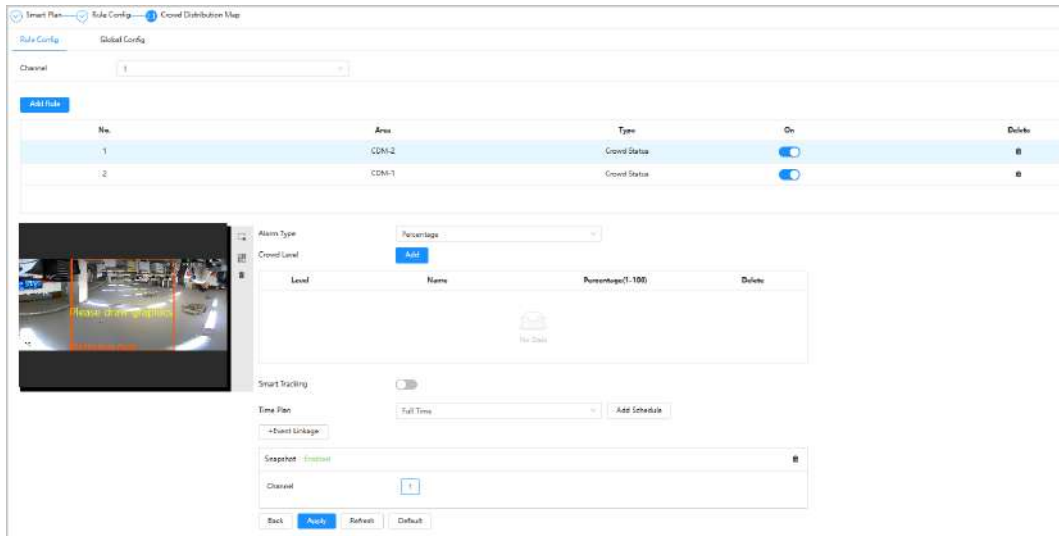 Smart Plan Rule Config Crowd Distribution Map
Rule Config Global Config
Channel 1
Add Rule
No. Area Type On Delete
1 CDM-2 Crowd Status
2 CDM-1 Crowd Status
Alarm Type Percentage
Crowd Level Add
Level Name Percentage(1-100) Delete
Please draw graphics
No Data
Smart Tracking
Time Plan Full Time Add Schedule
+Event Linkage
Snapshot Enabled
Channel 1
Back Apply Refresh Default